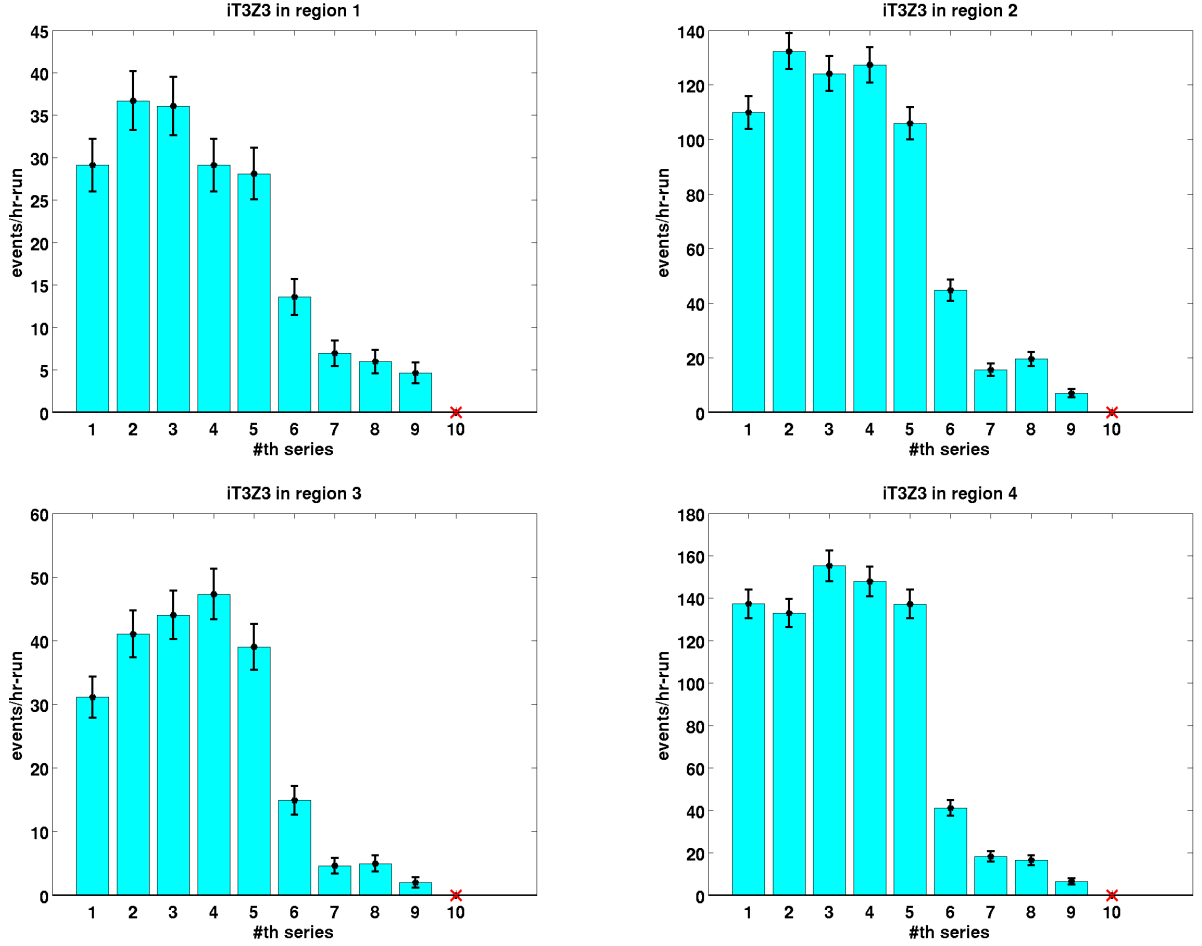 iT3Z3 in region 1
45
40
35
30
25
20
15
10
5
0
events/hr-run
1 2 3 4 5 6 7 8 9 10
#th series
iT3Z3 in region 2
140
120
100
80
60
40
20
0
events/hr-run
1 2 3 4 5 6 7 8 9 10
#th series
iT3Z3 in region 3
60
50
40
30
20
10
0
events/hr-run
1 2 3 4 5 6 7 8 9 10
#th series
iT3Z3 in region 4
180
160
140
120
100
80
60
40
20
0
events/hr-run
1 2 3 4 5 6 7 8 9 10
#th series